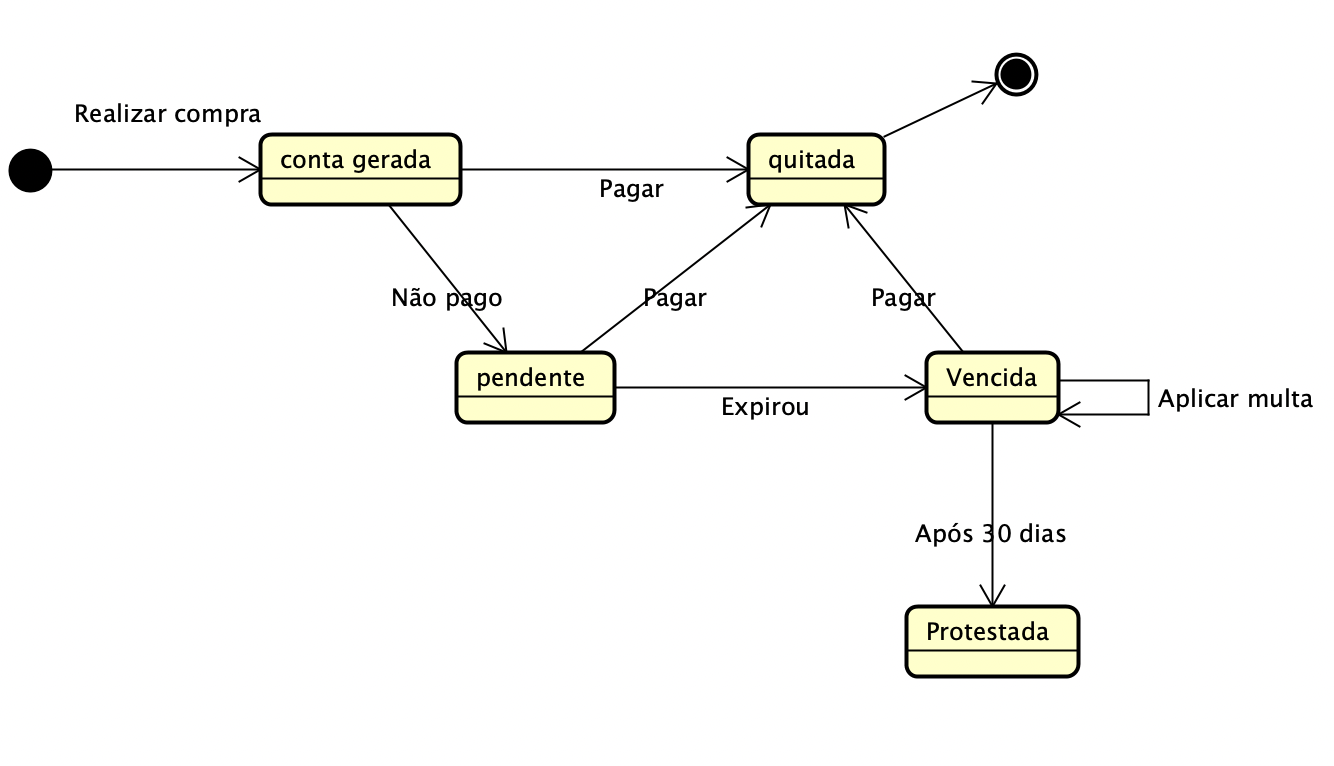 Realizar compra
conta gerada
quitada
Pagar
Não pago
Pagar
Pagar
pendente
Vencida
Expirou
Aplicar multa
Após 30 dias
Protestada